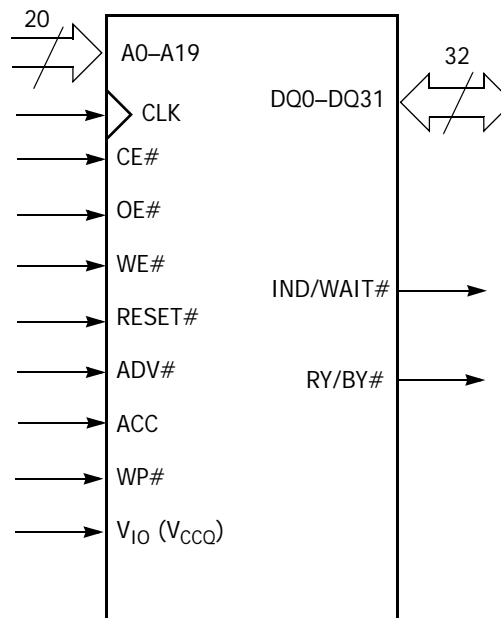 20
A0–A19
32
DQ0–DQ31
CLK
CE#
OE#
WE#
IND/WAIT#
RESET#
ADV#
RY/BY#
ACC
WP#
VIO (VCCQ)